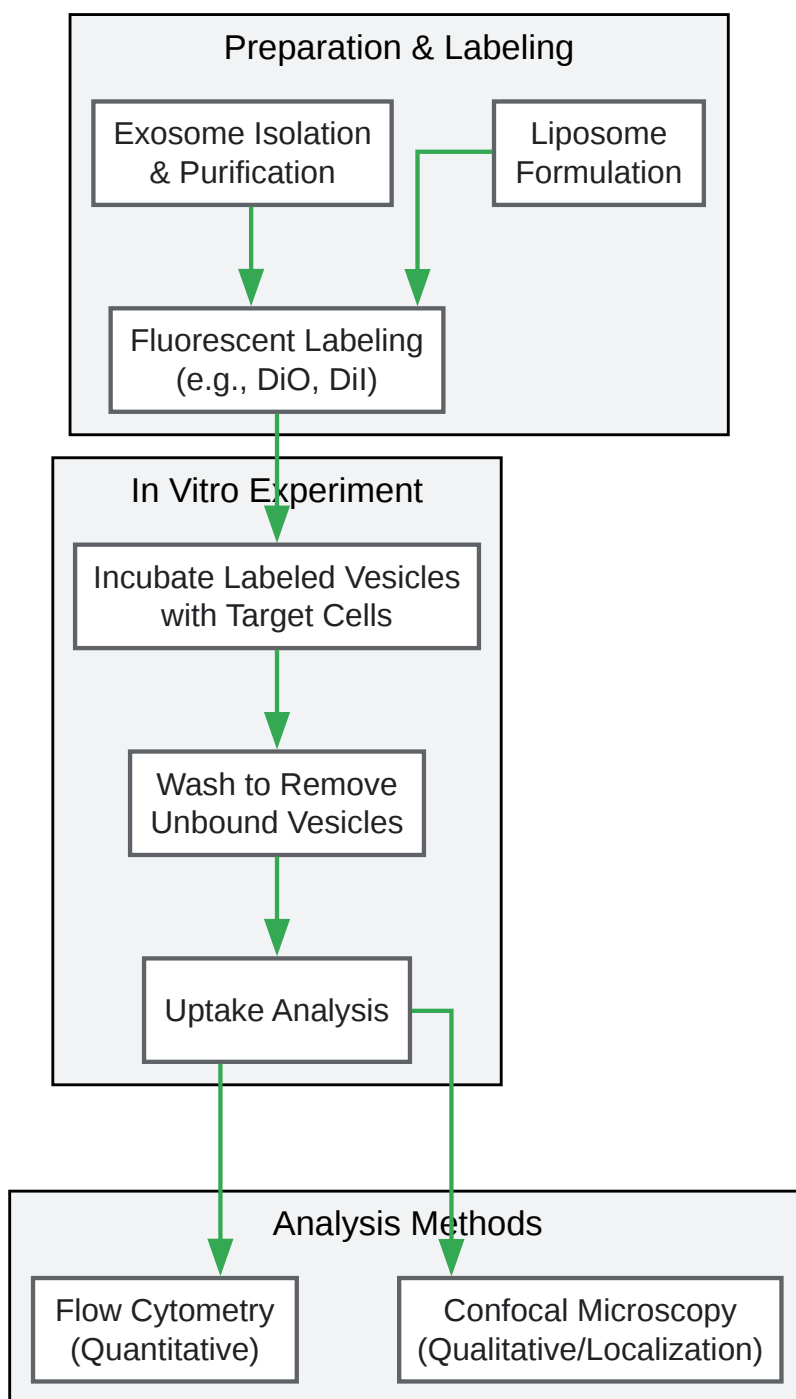 Preparation & Labeling
Exosome Isolation
& Purification
Liposome
Formulation
Fluorescent Labeling
(e.g., DiO, DiI)
In Vitro Experiment
Incubate Labeled Vesicles
with Target Cells
Wash to Remove
Unbound Vesicles
Uptake Analysis
Analysis Methods
Flow Cytometry
(Quantitative)
Confocal Microscopy
(Qualitative/Localization)